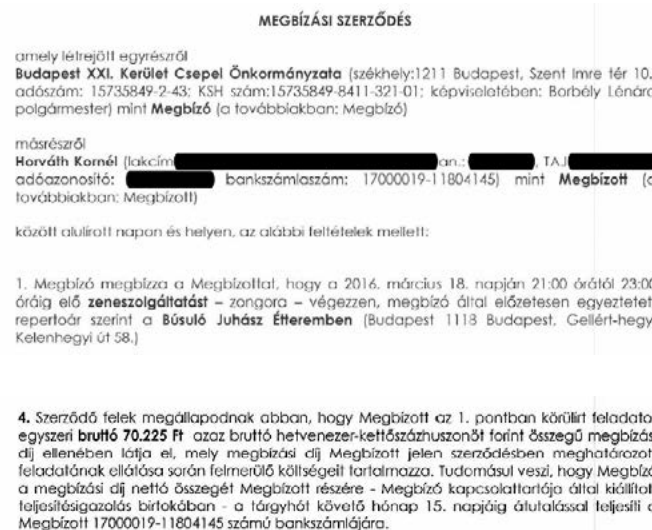 MEGBÍZÁSI SZERZŐDÉS
amely létrejött egyrészről
Budapest XXI. Kerület Csepel Önkormányzata (székhely:1211 Budapest, Szent Imre tér 10.
adószám: 15735849-2-43; KSH szám:15735849-8411-321-01; képviseletében: Borbély Lénárd
polgármester) mint Megbízó (a továbbiakban: Megbízó)
másrészről
Horváth Kornél (lakcím an.: , TAJ
adóazonosító: bankszámlaszám: 17000019-11804145) mint Megbízott (a
továbbiakban: Megbízott)
között alulírott napon és helyen, az alábbi feltételek mellett:
1. Megbízó megbízza a Megbízottat, hogy a 2016. március 18. napján 21:00 órától 23:00
óráig élő zeneszolgáltatást – zongora – végezzen, megbízó által előzetesen egyeztetet
repertoár szerint a Búsuló Juhász Étteremben (Budapest 1118 Budapest, Gellért-hegy
Kelenhegyi út 58.)
4. Szerződő felek megállapodnak abban, hogy Megbízott az 1. pontban körülírt feladato
egyszeri bruttó 70.225 Ft azaz bruttó hetvenezer-kettőszázhuszonöt forint összegű megbízás
díj ellenében látja el, mely megbízási díj Megbízott jelen szerződésben meghatározot
feladatának ellátása során felmerülő költségeit tartalmazza. Tudomásul veszi, hogy Megbízó
a megbízási díj nettó összegét Megbízott részére - Megbízó kapcsolattartója által kiállítot
teljesítésigazolás birtokában - a tárgyhót követő hónap 15. napjáig átutalással teljesíti a
Megbízott 17000019-11804145 számú bankszámlájára.